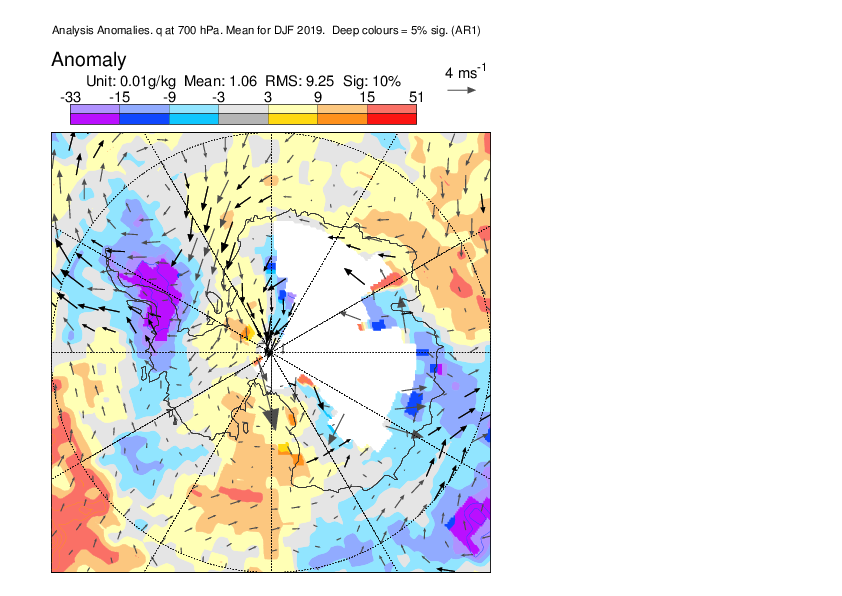 Analysis Anomalies. q at 700 hPa. Mean for DJF 2019. Deep colours = 5% sig. (AR1)
Anomaly
4 ms-1
Unit: 0.01g/kg Mean: 1.06 RMS: 9.25 Sig: 10%
-33 -15 -9 -3 3 9 15 51